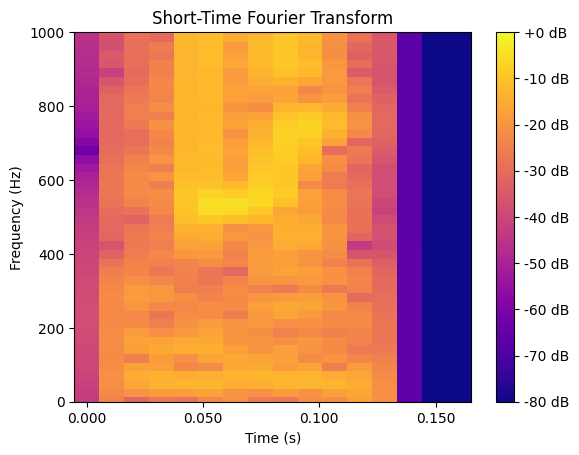 Short-Time Fourier Transform
1000
800
600
400
200
0
Frequency (Hz)
0.000
0.050
0.100
0.150
Time (s)
+0 dB
-10 dB
-20 dB
-30 dB
-40 dB
-50 dB
-60 dB
-70 dB
-80 dB